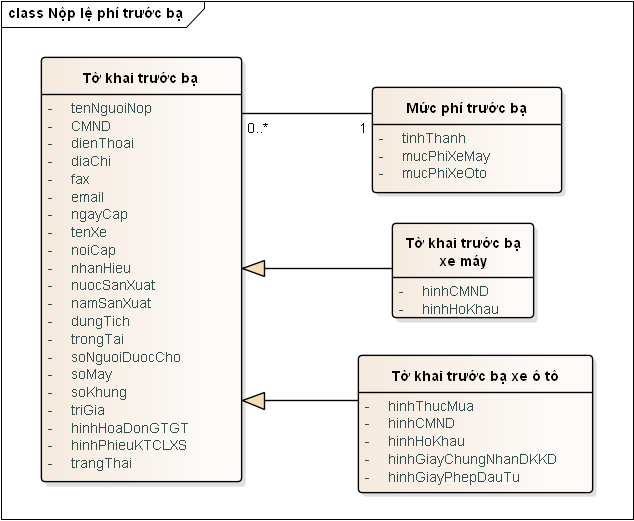 class Nộp lệ phí trước bạ
Tờ khai trước bạ
- tenNguoiNop
- CMND
- dienThoai
- diaChi
- fax
- email
- ngayCap
- tenXe
- noiCap
- nhanHieu
- nuocSanXuat
- namSanXuat
- dungTich
- trongTai
- soNguoiDuocCho
- soMay
- soKhung
- triGia
- hinhHoaDonGTGT
- hinhPhieuKTCLXS
- trangThai
0..*
1
Mức phí trước bạ
- tinhThanh
- mucPhiXeMay
- mucPhiXeOto
Tờ khai trước bạ
xe máy
- hinhCMND
- hinhHoKhau
Tờ khai trước bạ xe ô tô
- hinhThucMua
- hinhCMND
- hinhHoKhau
- hinhGiayChungNhanDKKD
- hinhGiayPhepDauTu